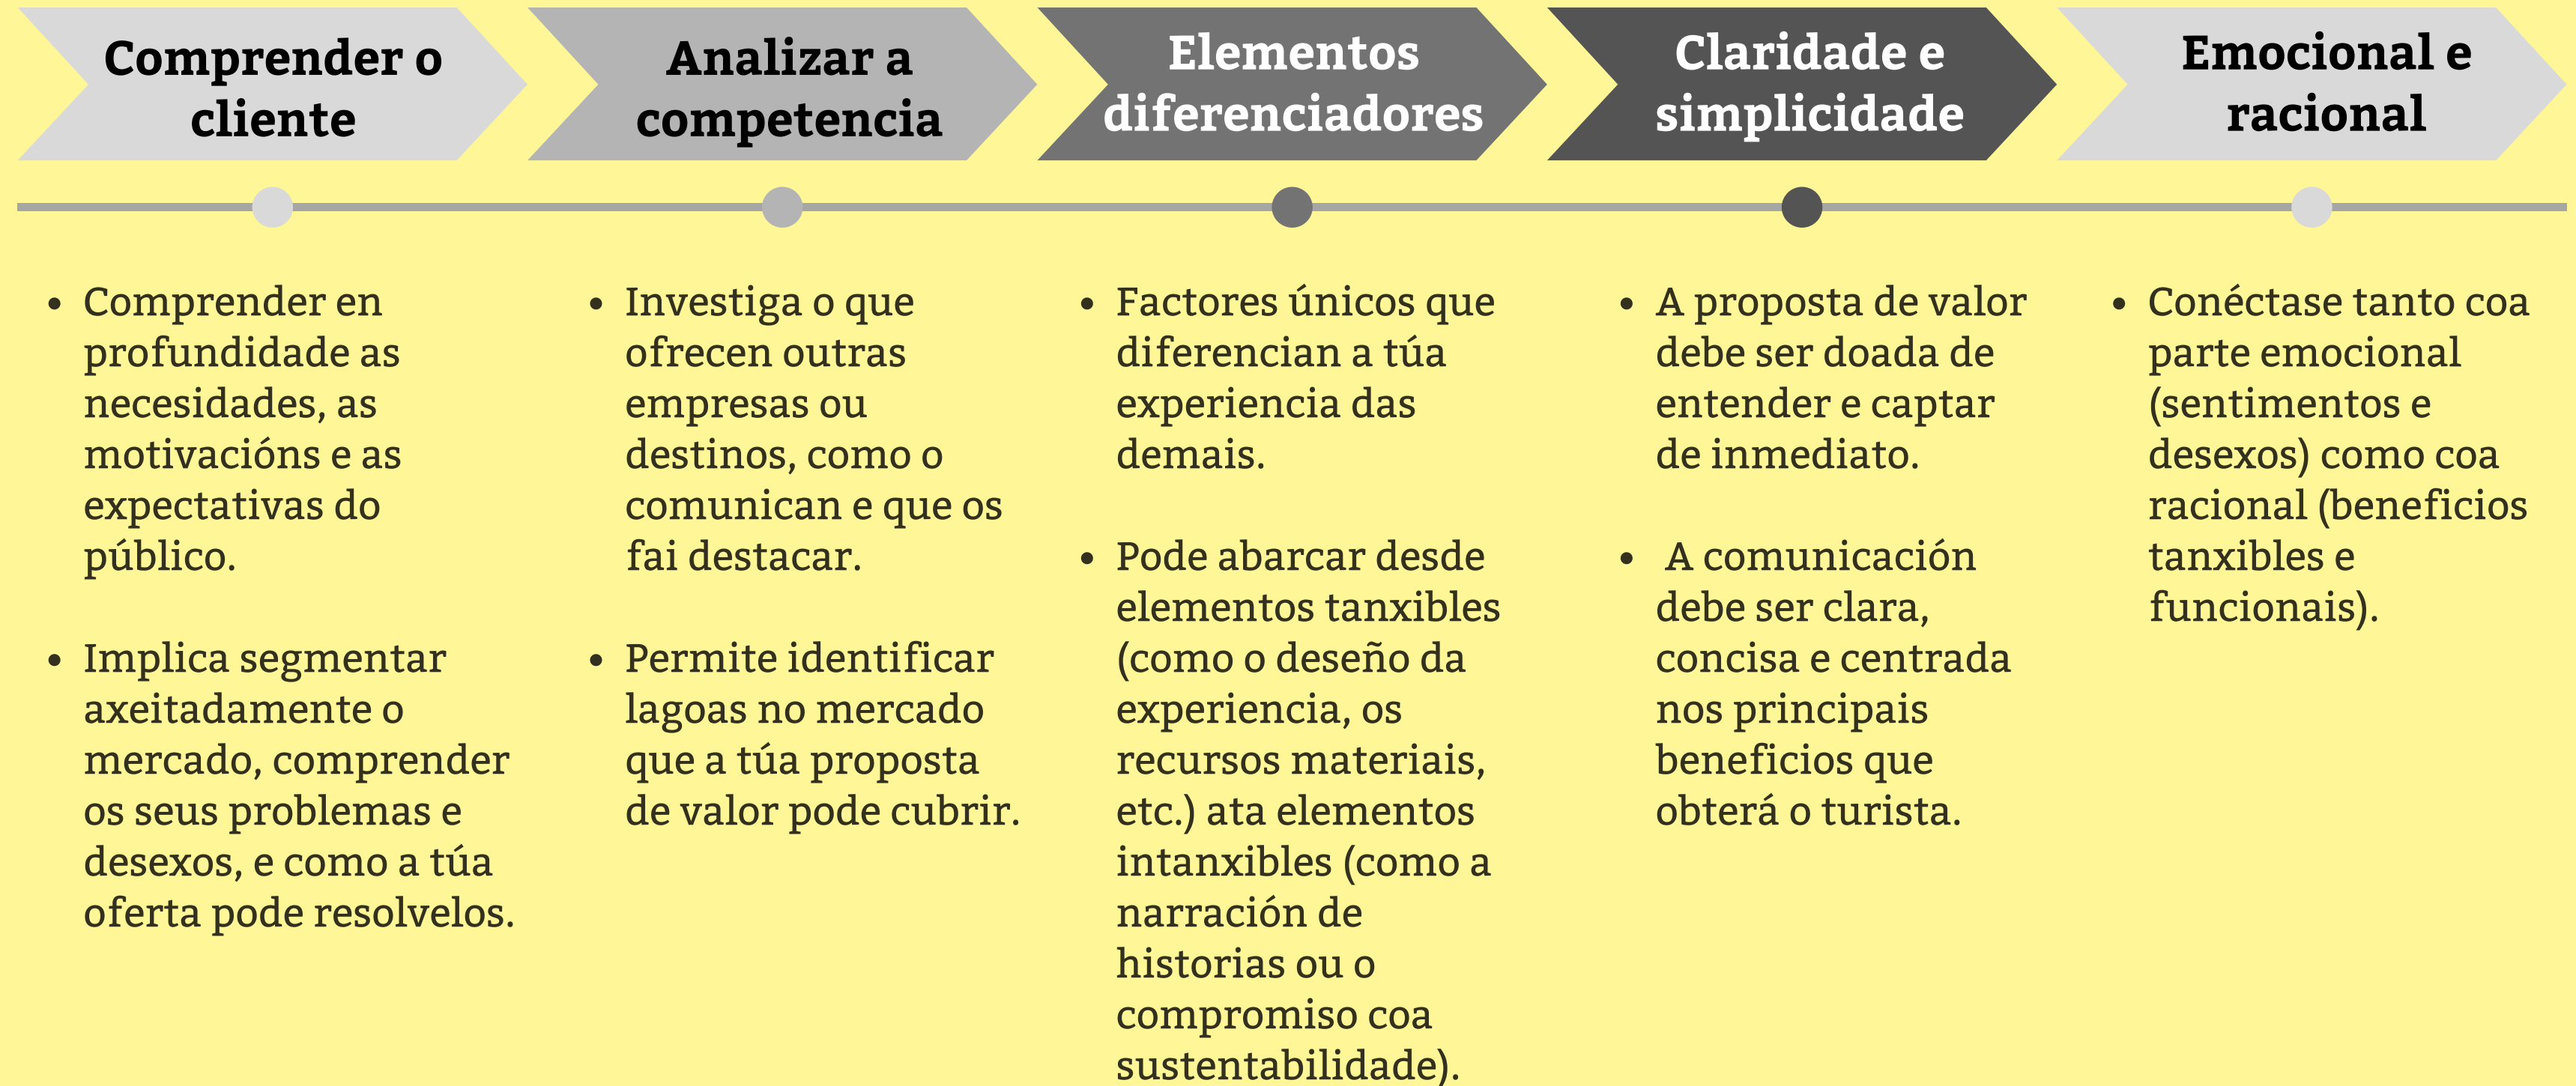 Comprender o
cliente
Analizar a
competencia
Elementos
diferenciadores
Claridade e
simplicidade
Emocional e
racional
• Comprender en
profundidade as
necesidades, as
motivacións e as
expectativas do
público.
• Implica segmentar
axeitadamente o
mercado, comprender
os seus problemas e
desexos, e como a túa
oferta pode resolvelos.
• Investiga o que
ofrecen outras
empresas ou
destinos, como o
comunican e que os
fai destacar.
• Permite identificar
lagoas no mercado
que a túa proposta
de valor pode cubrir.
• Factores únicos que
diferencian a túa
experiencia das
demais.
• Pode abarcar desde
elementos tanxibles
(como o deseño da
experiencia, os
recursos materiais,
etc.) ata elementos
intanxibles (como a
narración de
historias ou o
compromiso coa
sustentabilidade).
• A proposta de valor
debe ser doada de
entender e captar
de inmediato.
• A comunicación
debe ser clara,
concisa e centrada
nos principais
beneficios que
obterá o turista.
• Conéctase tanto coa
parte emocional
(sentimentos e
desexos) como coa
racional (beneficios
tanxibles e
funcionais).